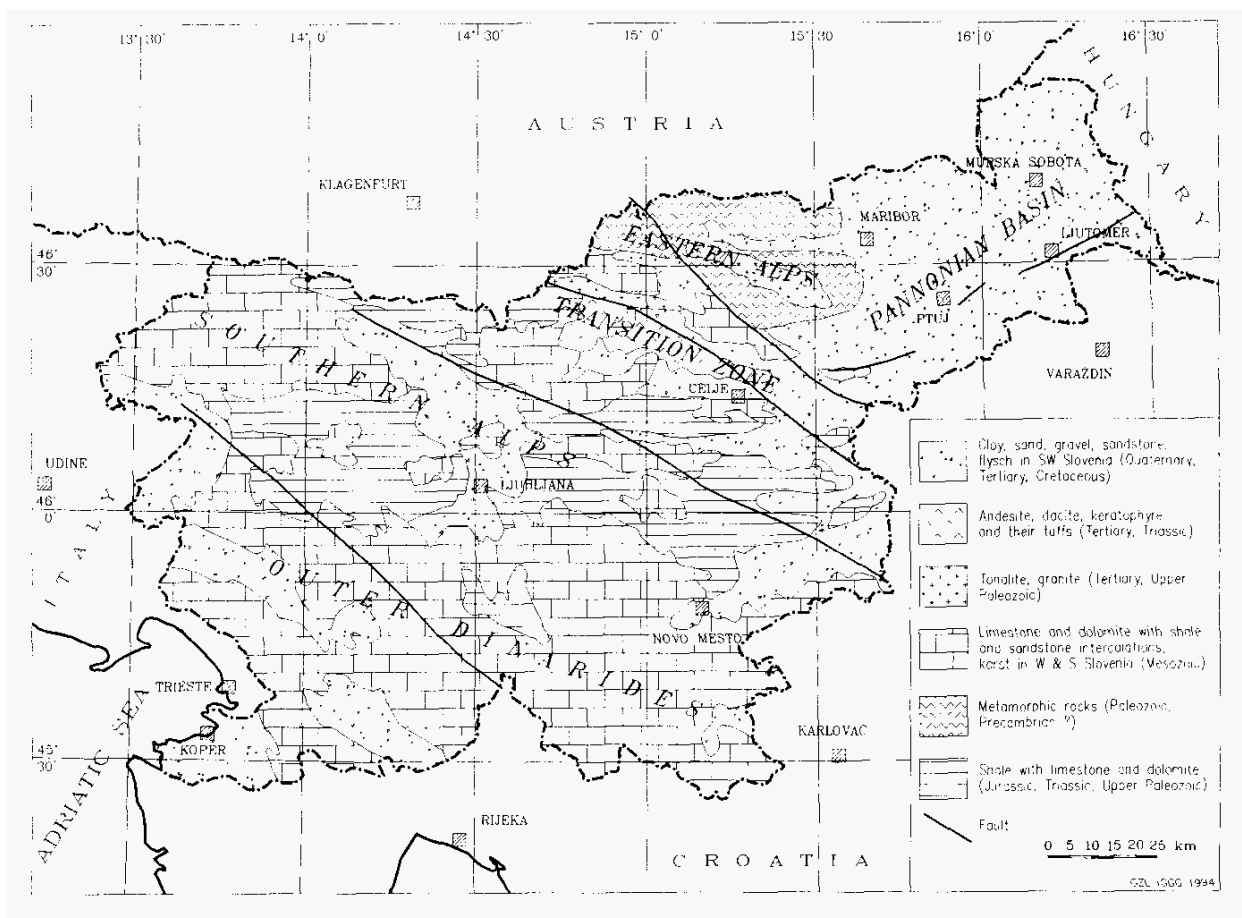 13° 30' 14° 0' 14° 30' 15° 0' 15° 30' 16° 0' 16° 30'
HUNGARY
AUSTRIA
MURSKA SOBOTA
KLAGENFURT
MARIBOR
LJUTOMER
EASTERN ALPS
PANNONIAN BASIN
46° 30'
PTUJ
TRANSITION ZONE
SOUTHERN ALPS
VARAŽDIN
CELJE
UDINE
LJUBLJANA
46° 0'
ITALY
OUTER DINARIDES
NOVO MESTO
TRIESTE
KOPER
KARLOVAC
45° 30'
ADRIATIC SEA
RIJEKA
CROATIA
Clay, sand, gravel, sandstone,
flysch in SW Slovenia (Quaternary,
Tertiary, Cretaceous)
Andesite, dacite, keratophyre
and their tuffs (Tertiary, Triassic)
Tonalite, granite (Tertiary, Upper
Paleozoic)
Limestone and dolomite with shale
and sandstone intercalations,
karst in W & S Slovenia (Mesozoic)
Metamorphic rocks (Paleozoic,
Precambrian ?)
Shale with limestone and dolomite
(Jurassic, Triassic, Upper Paleozoic)
Fault
0 5 10 15 20 25 km
GZL IGGG 1994